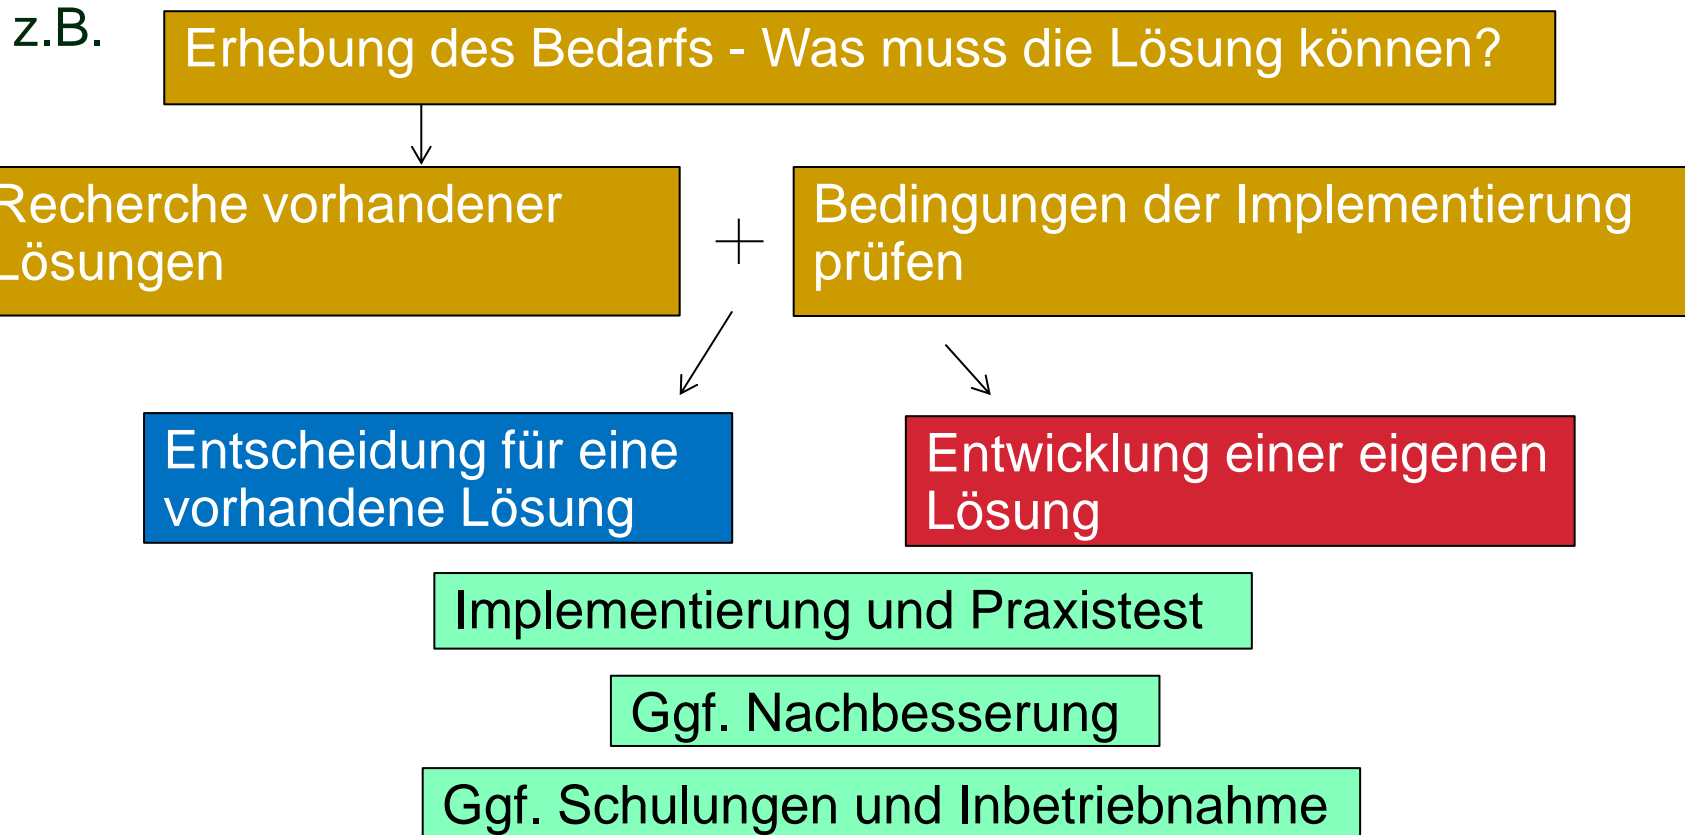 z.B.
Erhebung des Bedarfs - Was muss die Lösung können?
Recherche vorhandener
Lösungen
Bedingungen der Implementierung
prüfen
Entscheidung für eine
vorhandene Lösung
Entwicklung einer eigenen
Lösung
Implementierung und Praxistest
Ggf. Nachbesserung
Ggf. Schulungen und Inbetriebnahme